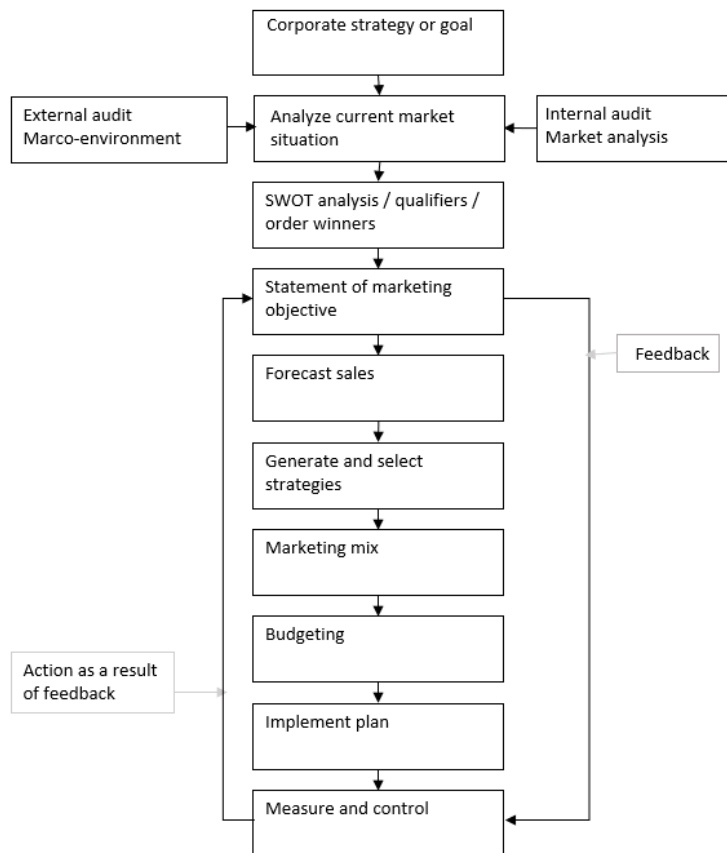 Corporate strategy or goal
External audit
Marco-environment
Analyze current market
situation
Internal audit
Market analysis
SWOT analysis / qualifiers /
order winners
Statement of marketing
objective
Feedback
Forecast sales
Generate and select
strategies
Marketing mix
Budgeting
Action as a result
of feedback
Implement plan
Measure and control